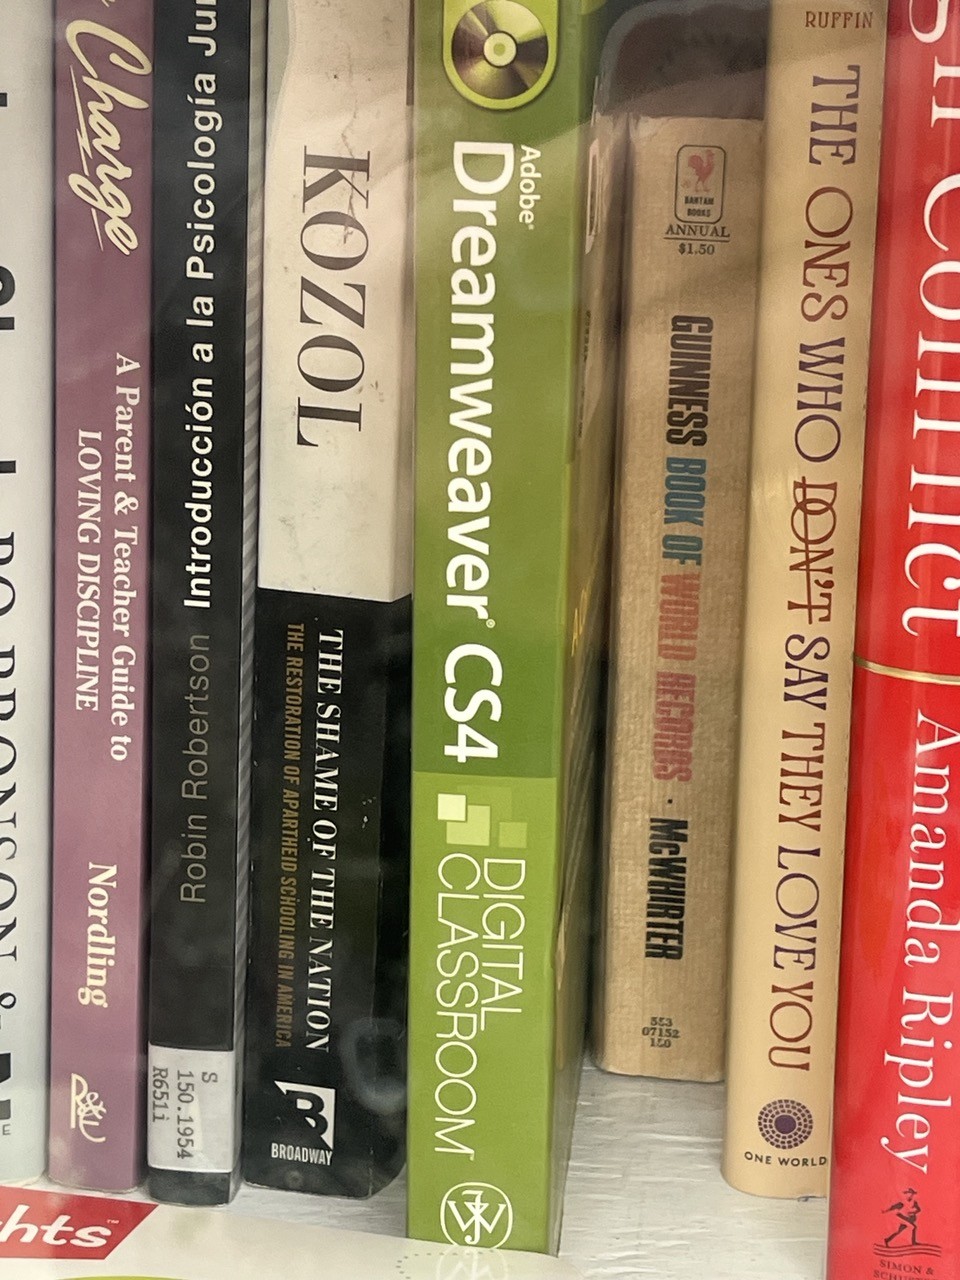 BRONSON &
Charge
A Parent & Teacher Guide to
LOVING DISCIPLINE
Nordling
Robin Robertson Introducción a la Psicología
S
150.1954
R651i
KOZOL
THE SHAME OF THE NATION
THE RESTORATION OF APARTHEID SCHOOLING IN AMERICA
BROADWAY
Adobe®
Dreamweaver® CS4
DIGITAL
CLASSROOM
BANTAM
BOOKS
ANNUAL
$1.50
GUINNESS BOOK OF WORLD RECORDS · McWHIRTER
553
07152
150
RUFFIN
THE ONES WHO DON'T SAY THEY LOVE YOU
ONE WORLD
Conflict
Amanda Ripley
SIMON &
hts™